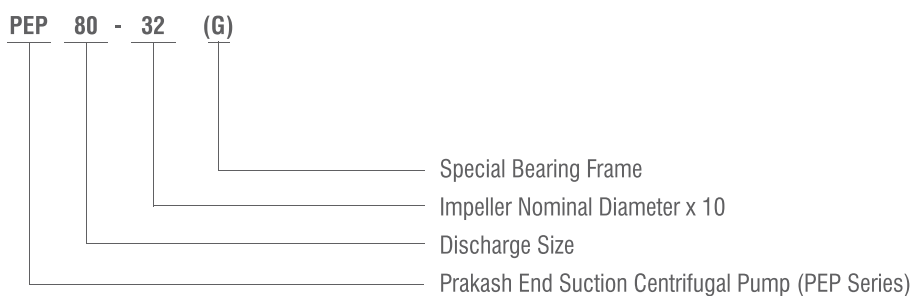 PEP 80 - 32 (G)
Special Bearing Frame
Impeller Nominal Diameter x 10
Discharge Size
Prakash End Suction Centrifugal Pump (PEP Series)